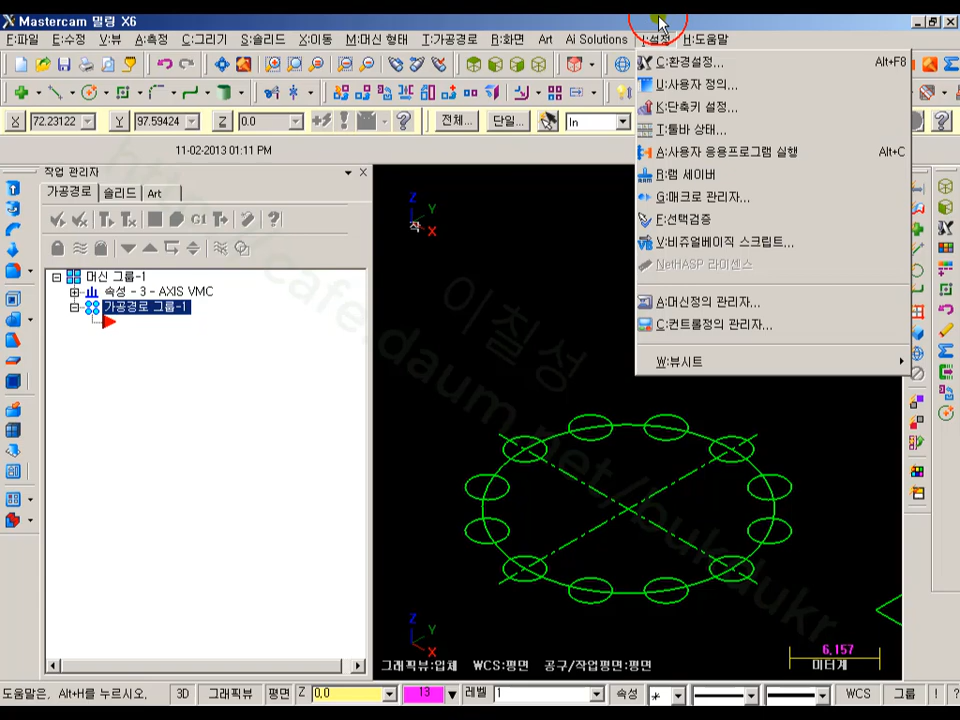 Mastercam 밀링 X6
F:파일 E:수정 V:뷰 A:측정 C:그리기 S:솔리드 X:이동 M:머신 형태 T:가공경로 R:화면 Art Ai Solutions I:설정 H:도움말
C:환경설정... Alt+F8
U:사용자 정의...
K:단축키 설정...
T:툴바 상태...
A:사용자 응용프로그램 실행 Alt+C
R:램 세이버
G:매크로 관리자...
F:선택검증
V:비쥬얼베이직 스크립트...
NetHASP 라이센스
A:머신정의 관리자...
C:컨트롤정의 관리자...
W:뷰시트
X 72.23122 Y 97.59424 Z 0.0 전체... 단일... In
11-02-2013 01:11 PM
작업 관리자
가공경로 솔리드 Art
G1
머신 그룹-1
속성 - 3 - AXIS VMC
가공경로 그룹-1
Z
Y
X
작
이질성
cafe.daum.net/bukdukr
Z
Y
X
그래픽뷰:입체 WCS:평면 공구/작업평면:평면
6.157
미터계
도움말은, Alt+H를 누르시오. 3D 그래픽뷰 평면 Z 0,0 13 레벨 1 속성 WCS 그룹 ! ?